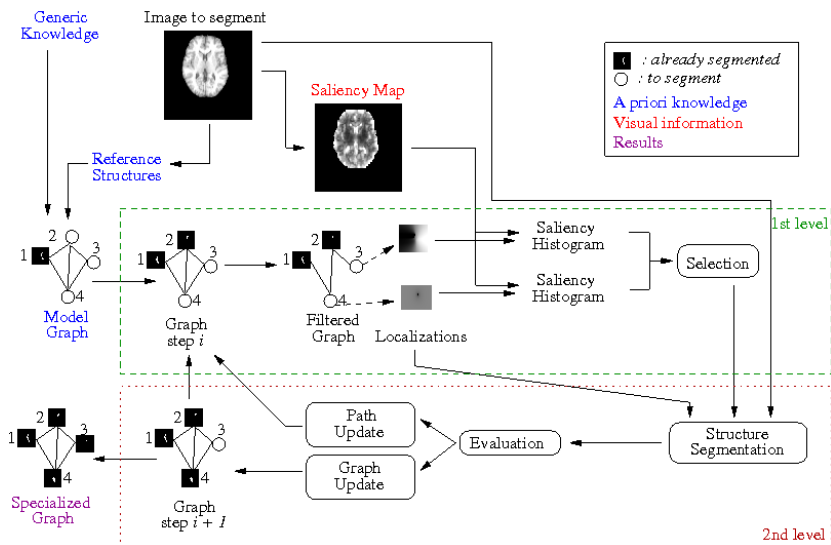 Generic
Knowledge
Image to segment
: already segmented
: to segment
A priori knowledge
Visual information
Results
Saliency Map
Reference
Structures
1st level
1
2
3
4
Model
Graph
1
2
3
4
Graph
step i
1
2
3
4
Filtered
Graph
Localizations
Saliency
Histogram
Saliency
Histogram
Selection
1
2
3
4
Specialized
Graph
1
2
3
4
Graph
step i + 1
Path
Update
Graph
Update
Evaluation
Structure
Segmentation
2nd level